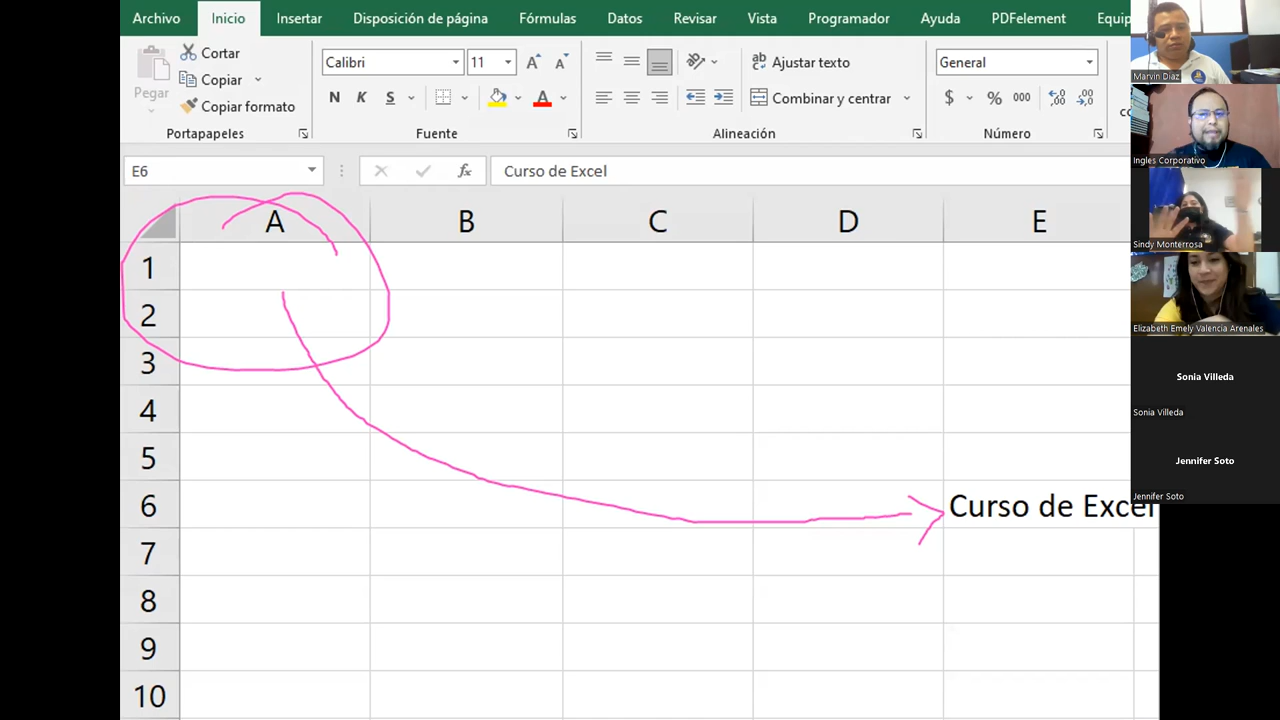 Archivo Inicio Insertar Disposición de página Fórmulas Datos Revisar Vista Programador Ayuda PDFelement Equip
Pegar
Cortar
Copiar
Copiar formato
Portapapeles
Calibri 11 A A
N K S A
Fuente
ab Ajustar texto
Combinar y centrar
Alineación
General
$ % 000
Número
E6 fx Curso de Excel
A B C D E
1
2
3
4
5
6 Curso de Excel
7
8
9
10
Marvin Diaz
Ingles Corporativo
Sindy Monterrosa
Elizabeth Emely Valencia Arenales
Sonia Villeda
Sonia Villeda
Jennifer Soto
Jennifer Soto